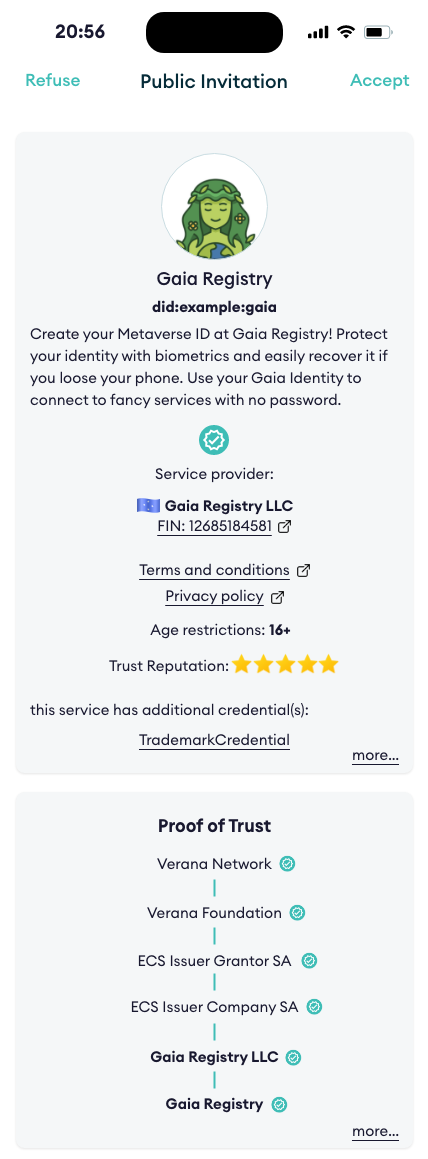 20:56
Refuse
Public Invitation
Accept
Gaia Registry
did:example:gaia
Create your Metaverse ID at Gaia Registry! Protect
your identity with biometrics and easily recover it if
you loose your phone. Use your Gaia Identity to
connect to fancy services with no password.
Service provider:
Gaia Registry LLC
FIN: 12685184581
Terms and conditions
Privacy policy
Age restrictions: 16+
Trust Reputation:
this service has additional credential(s):
TrademarkCredential
more...
Proof of Trust
Verana Network
Verana Foundation
ECS Issuer Grantor SA
ECS Issuer Company SA
Gaia Registry LLC
Gaia Registry
more...